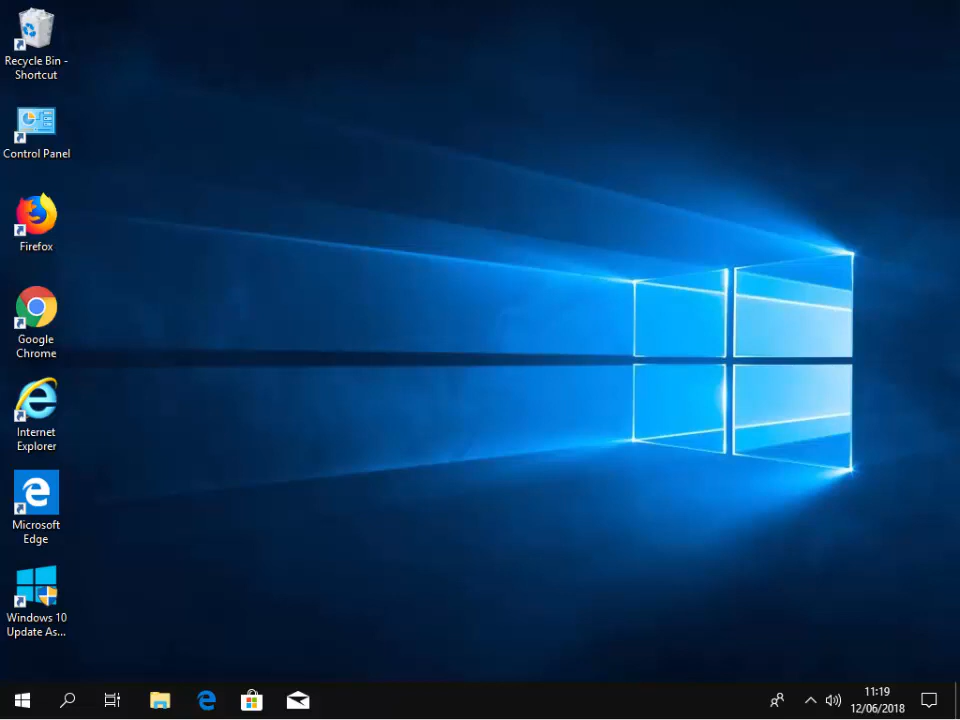 Recycle Bin -
Shortcut
Control Panel
Firefox
Google
Chrome
Internet
Explorer
Microsoft
Edge
Windows 10
Update As...
11:19
12/06/2018